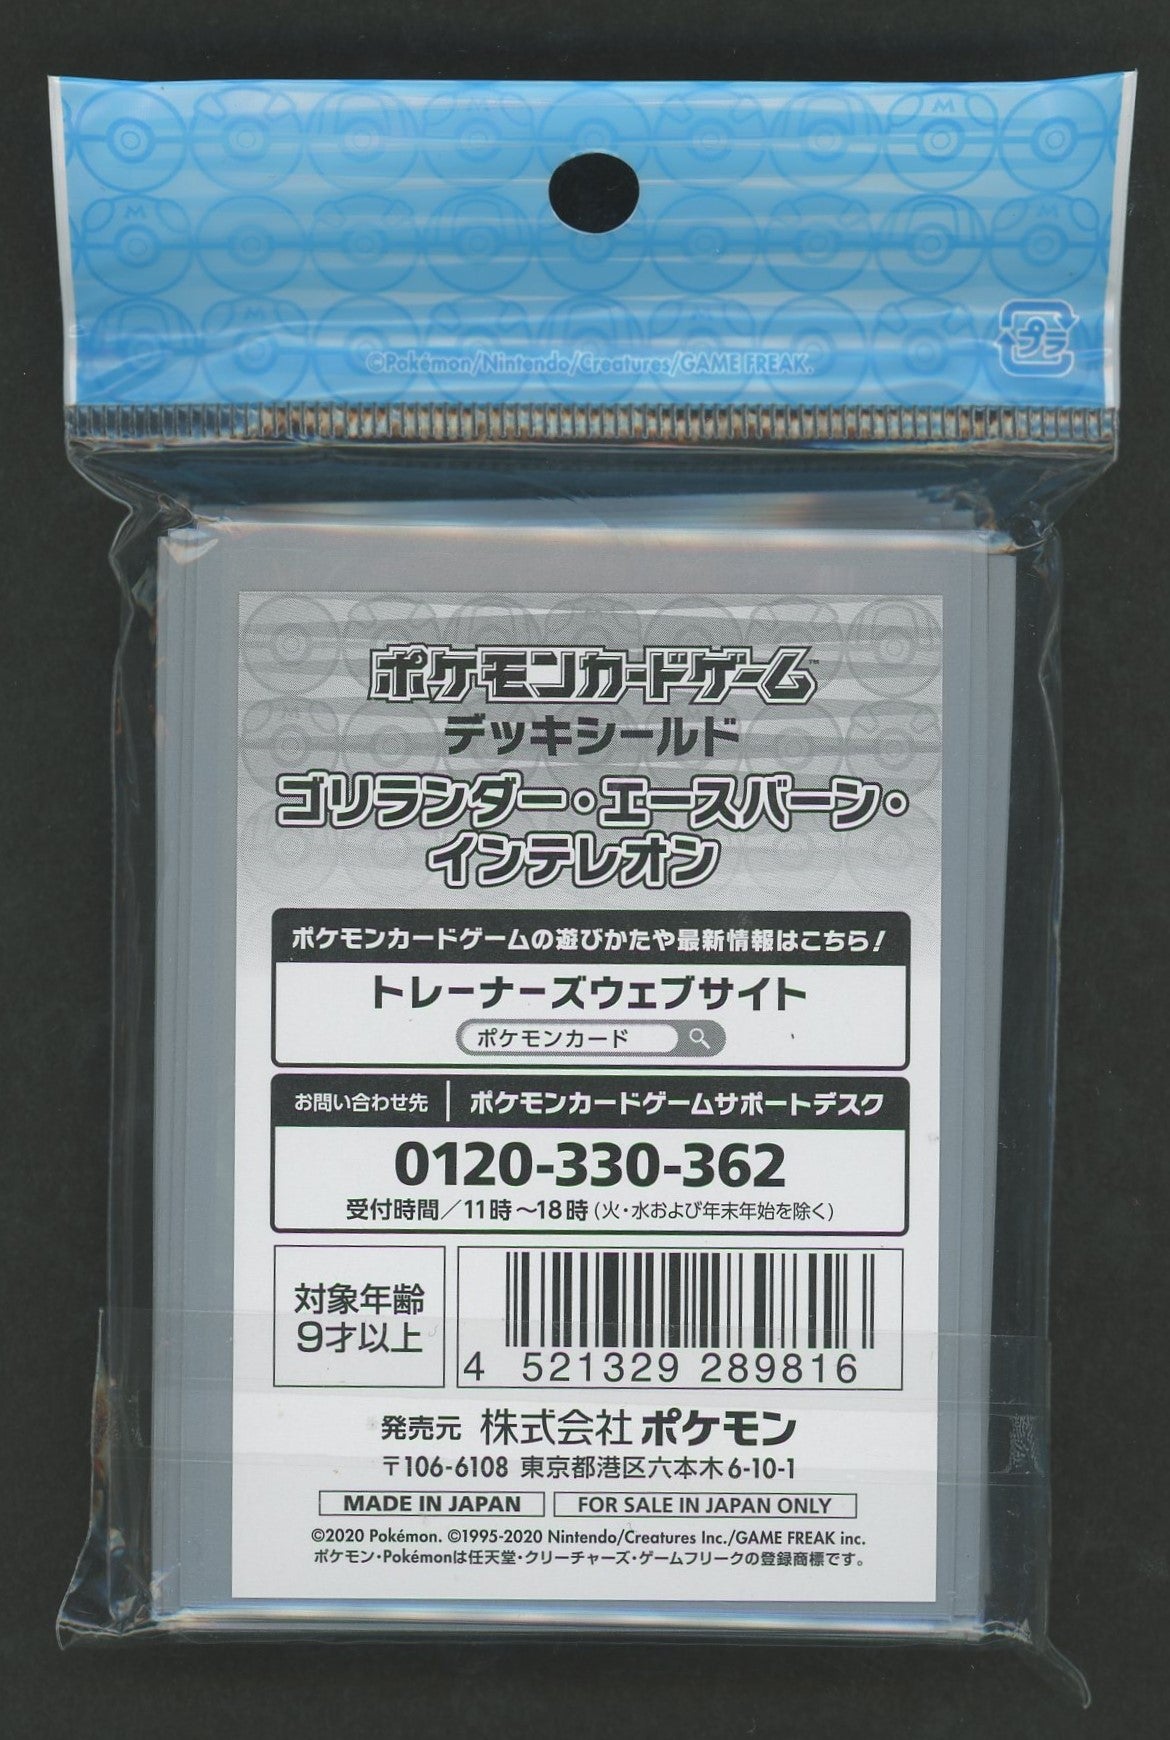 ©Pokémon/Nintendo/Creatures/GAME FREAK.
プラ
ポケモンカードゲーム™
デッキシールド
ゴリランダー・エースバーン・
インテレオン
ポケモンカードゲームの遊びかたや最新情報はこちら!
トレーナーズウェブサイト
ポケモンカード
お問い合わせ先 | ポケモンカードゲームサポートデスク
0120-330-362
受付時間/11時~18時(火・水および年末年始を除く)
対象年齢
9才以上
4 521329 289816
発売元 株式会社ポケモン
〒106-6108 東京都港区六本木6-10-1
MADE IN JAPAN FOR SALE IN JAPAN ONLY
©2020 Pokémon. ©1995-2020 Nintendo/Creatures Inc./GAME FREAK inc.
ポケモン・Pokémonは任天堂・クリーチャーズ・ゲームフリークの登録商標です。